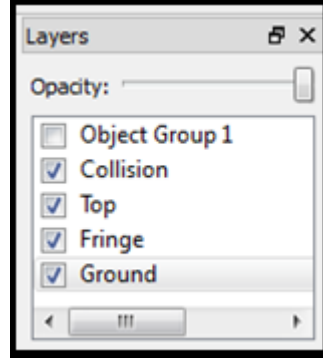 Layers
Opacity:
Object Group 1
Collision
Top
Fringe
Ground